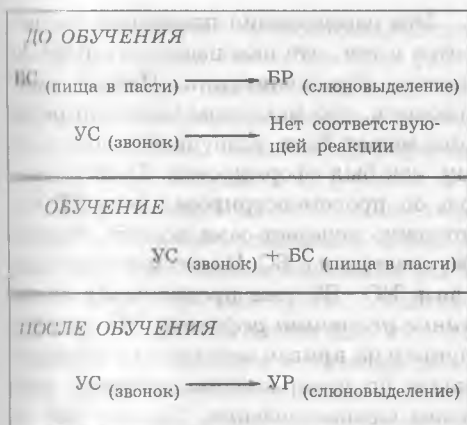 ДО ОБУЧЕНИЯ
БС (пища в пасти) БР (слюновыделение)
УС (звонок) Нет соответствую-
щей реакции
ОБУЧЕНИЕ
УС (звонок) + БС (пища в пасти)
ПОСЛЕ ОБУЧЕНИЯ
УС (звонок) УР (слюновыделение)